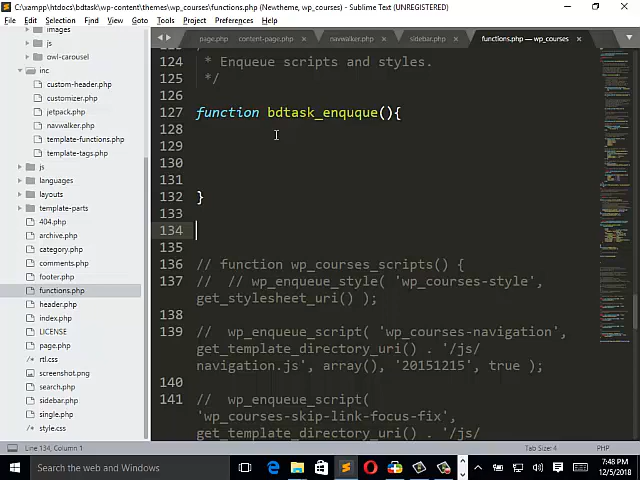 C:\xampp\htdocs\bdtask\wp-content\themes\wp_courses\functions.php (Newtheme, wp_courses) - Sublime Text (UNREGISTERED)
File Edit Selection Find View Goto Tools Project Preferences Help
page.php content-page.php navwalker.php sidebar.php functions.php — wp_courses
images
js
owl-carousel
inc
custom-header.php
customizer.php
jetpack.php
navwalker.php
template-functions.php
template-tags.php
js
languages
layouts
template-parts
404.php
archive.php
category.php
comments.php
footer.php
functions.php
header.php
index.php
LICENSE
page.php
rtl.css
screenshot.png
search.php
sidebar.php
single.php
style.css
124 * Enqueue scripts and styles.
125 */
126
127 function bdtask_enquque(){
128
129
130
131
132 }
133
134
135
136 // function wp_courses_scripts() {
137 // // wp_enqueue_style( 'wp_courses-style',
get_stylesheet_uri() );
138
139 // wp_enqueue_script( 'wp_courses-navigation',
get_template_directory_uri() . '/js/
navigation.js', array(), '20151215', true );
140
141 // wp_enqueue_script(
'wp_courses-skip-link-focus-fix',
get_template_directory_uri() . '/js/
Line 134, Column 1 Tab Size: 4 PHP
Search the web and Windows
7:48 PM
12/5/2018